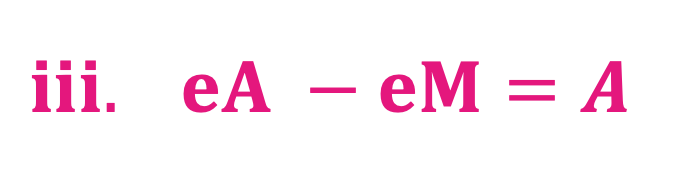 iii. eA − eM = A